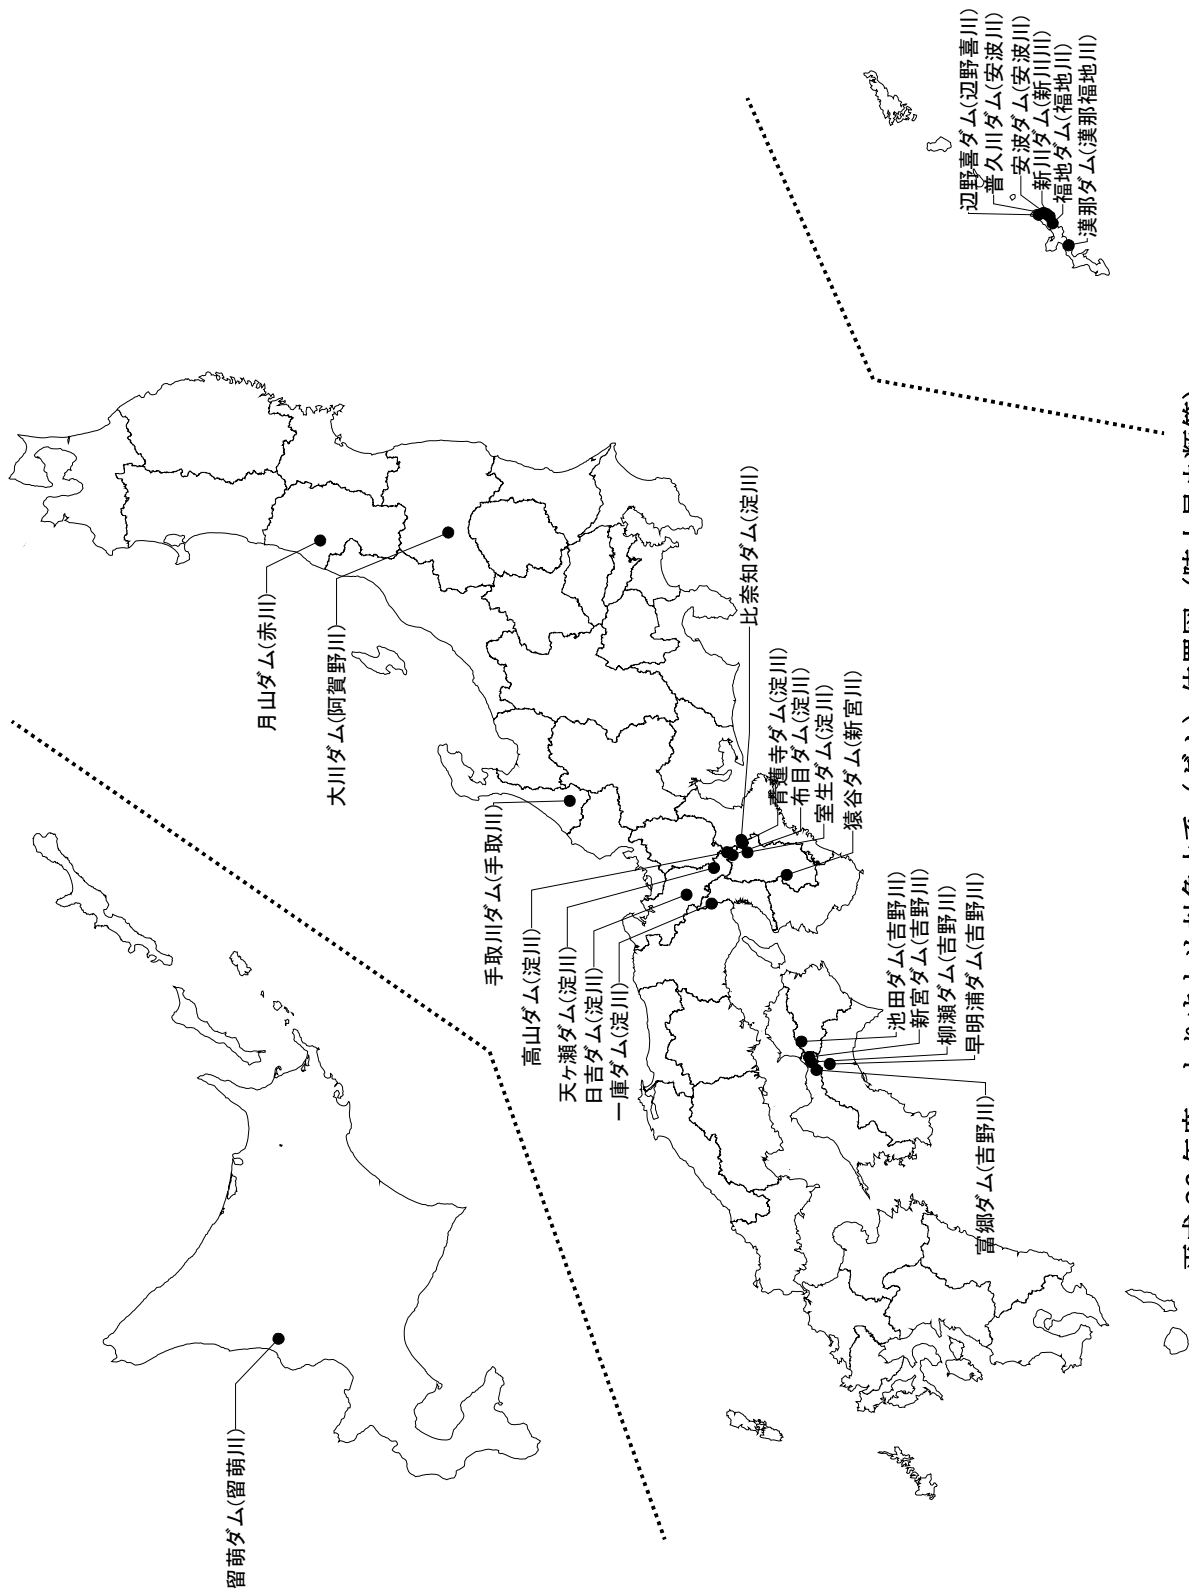 留萌ダム(留萌川)
月山ダム(赤川)
大川ダム(阿賀野川)
手取川ダム(手取川)
高山ダム(淀川)
天ヶ瀬ダム(淀川)
日吉ダム(淀川)
一庫ダム(淀川)
比奈知ダム(淀川)
青蓮寺ダム(淀川)
布目ダム(淀川)
室生ダム(淀川)
猿谷ダム(新宮川)
池田ダム(吉野川)
新宮ダム(吉野川)
柳瀬ダム(吉野川)
早明浦ダム(吉野川)
富郷ダム(吉野川)
辺野喜ダム(辺野喜川)
普久川ダム(安波川)
安波ダム(安波川)
新川ダム(新川川)
福地ダム(福地川)
漢那ダム(漢那福地川)